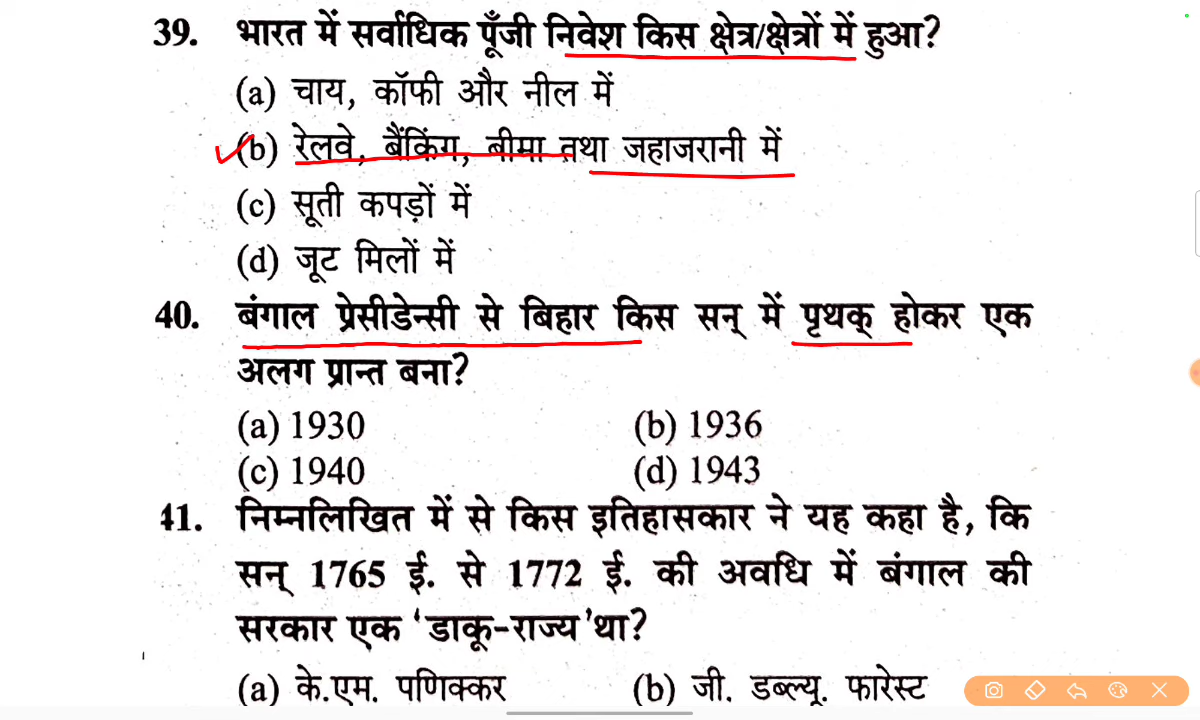 39. भारत में सर्वाधिक पूँजी निवेश किस क्षेत्र/क्षेत्रों में हुआ?
(a) चाय, कॉफी और नील में
(b) रेलवे, बैंकिंग, बीमा तथा जहाजरानी में
(c) सूती कपड़ों में
(d) जूट मिलों में
40. बंगाल प्रेसीडेन्सी से बिहार किस सन् में पृथक् होकर एक
अलग प्रान्त बना?
(a) 1930 (b) 1936
(c) 1940 (d) 1943
41. निम्नलिखित में से किस इतिहासकार ने यह कहा है, कि
सन् 1765 ई. से 1772 ई. की अवधि में बंगाल की
सरकार एक 'डाकू-राज्य' था?
(a) के.एम. पणिक्कर (b) जी. डब्ल्यू. फारेस्ट